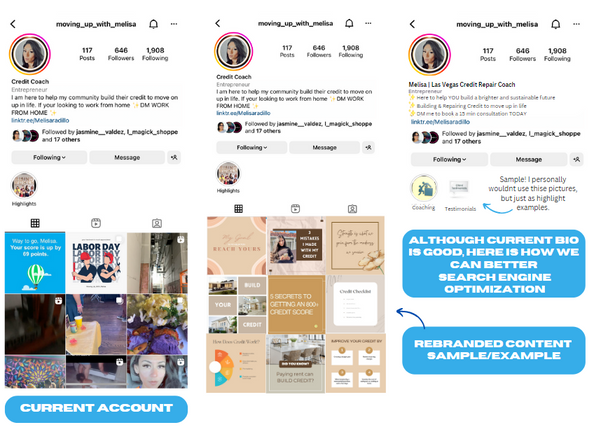 moving_up_with_melisa
117
646
1,908
Posts
Followers
Following
Credit Coach
Entrepreneur
I am here to help my community build their credit to move on
up in life. If your looking to work from home ✨ DM WORK
FROM HOME ✨
linktr.ee/Melisaradillo
Followed by jasmine__valdez, l_magick_shoppe
and 17 others
Following
Message
Highlights
Way to go, Melisa,
Your score is up by
69 points.
LABOR DAY
CURRENT ACCOUNT
moving_up_with_melisa
117
646
1,908
Posts
Followers
Following
Credit Coach
Entrepreneur
I am here to help my community build their credit to move on
up in life. If your looking to work from home ✨ DM WORK
FROM HOME ✨
linktr.ee/Melisaradillo
Followed by jasmine__valdez, l_magick_shoppe
and 17 others
Following
Message
Highlights
REACH YOURS
3
MISTAKES
I MADE
WITH MY
CREDIT
BUILD
YOUR
CREDIT
5 SECRETS TO
GETTING AN 800+
CREDIT SCORE
Credit Checklist
How Does Credit Work?
DID YOU KNOW?
Paying rent can
BUILD CREDIT?
IMPROVE YOUR CREDIT BY
moving_up_with_melisa
117
646
1,908
Posts
Followers
Following
Melisa | Las Vegas Credit Repair Coach
Entrepreneur
✨ Here to help YOU build a brighter and sustainable future
✨ Building & Repairing Credit to move up in life
✨ DM me to book a 15 min consultation TODAY
linktr.ee/Melisaradillo
Followed by jasmine__valdez, l_magick_shoppe
and 17 others
Following
Message
Coaching
Testimonials
Sample! I personally
wouldnt use thise pictures,
but just as highlight
examples.
ALTHOUGH CURRENT BIO
IS GOOD, HERE IS HOW WE
CAN BETTER
SEARCH ENGINE
OPTIMIZATION
REBRANDED CONTENT
SAMPLE/EXAMPLE